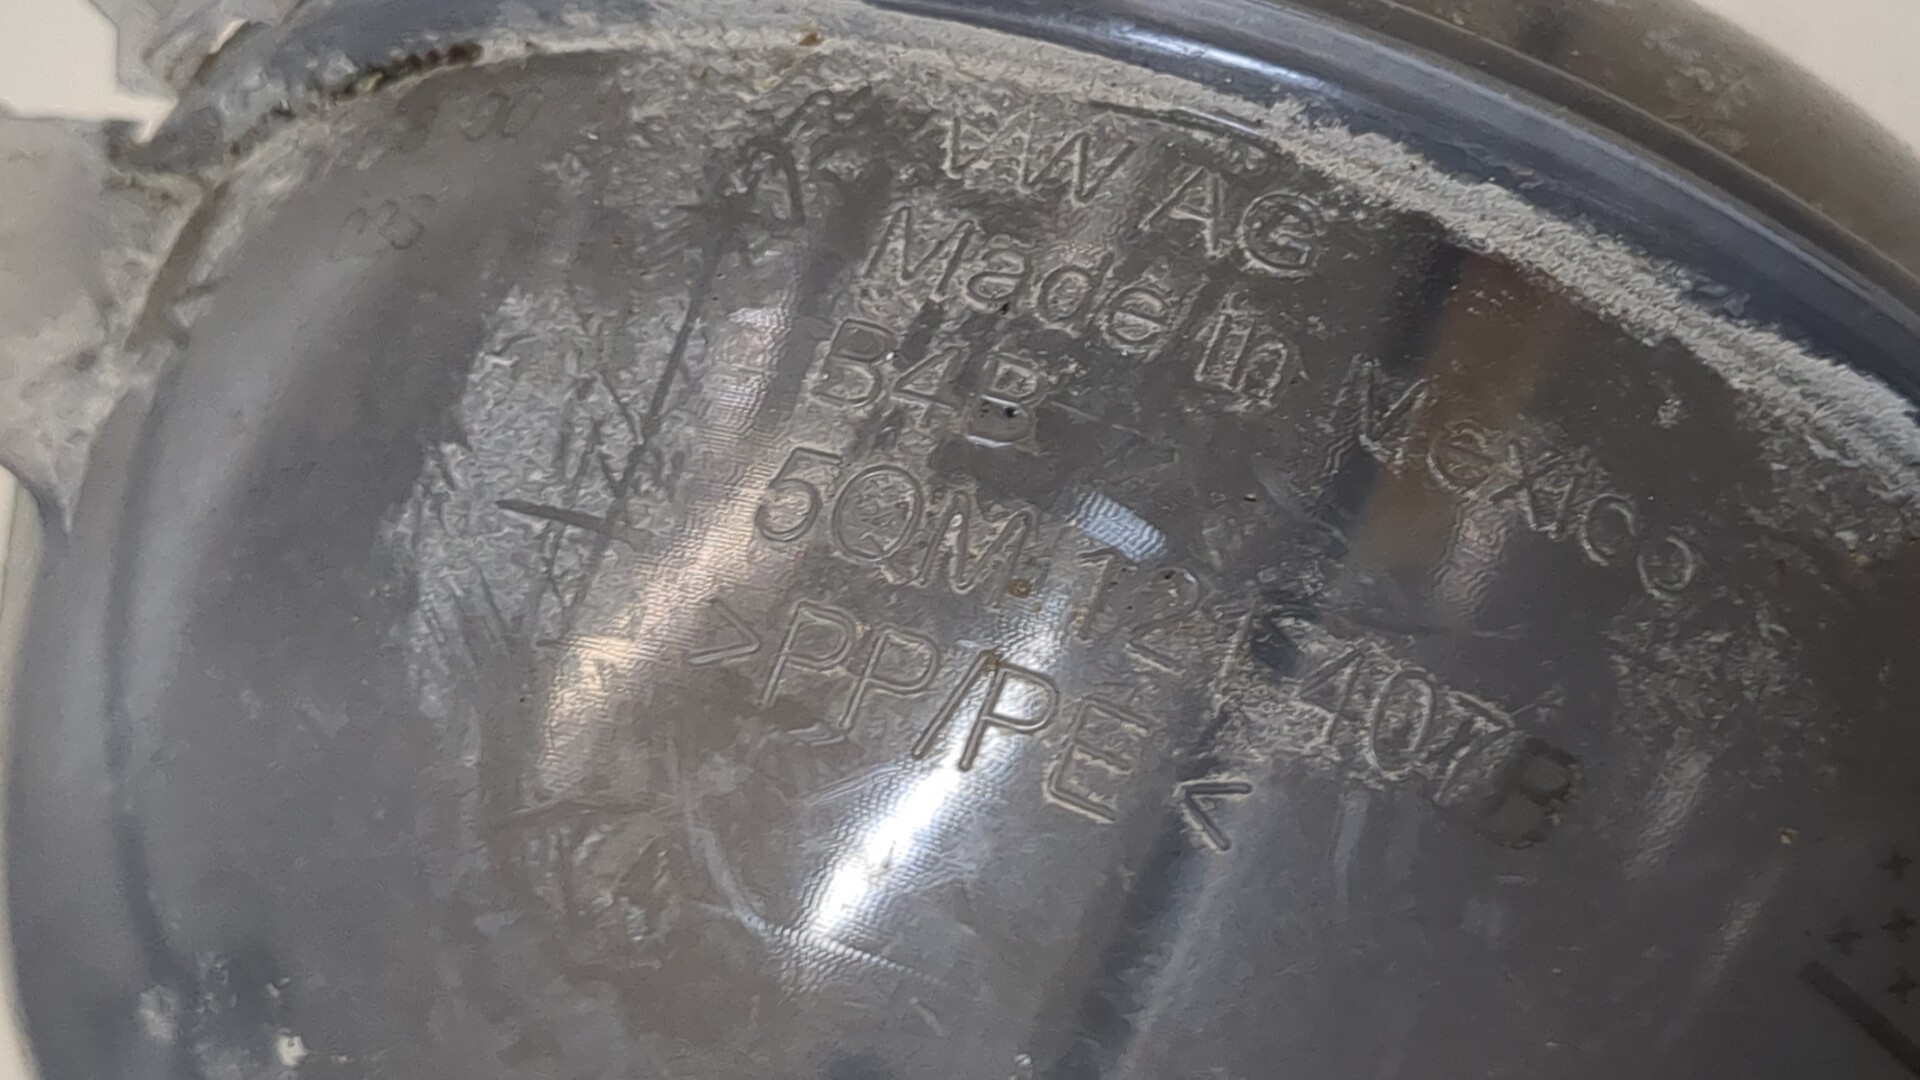 VW AG
Made in Mexico
B4B
5QM 121 407 B
>PP/PE<